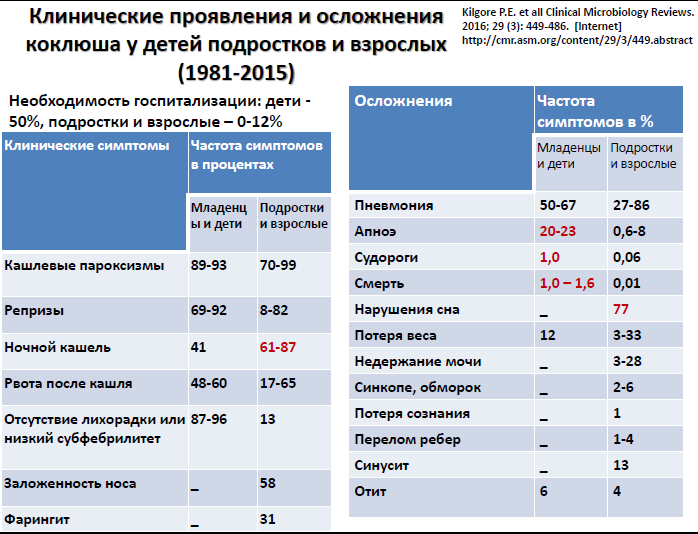 Клинические проявления и осложнения
коклюша у детей подростков и взрослых
(1981-2015)
Kilgore P.E. et all Clinical Microbiology Reviews.
2016; 29 (3): 449-486. [Internet]
http://cmr.asm.org/content/29/3/449.abstract
Необходимость госпитализации: дети -
50%, подростки и взрослые – 0-12%
Клинические симптомы Частота симптомов
в процентах
Младенц Подростки
ы и дети и взрослые
Кашлевые пароксизмы 89-93 70-99
Репризы 69-92 8-82
Ночной кашель 41 61-87
Рвота после кашля 48-60 17-65
Отсутствие лихорадки или 87-96 13
низкий субфебрилитет
Заложенность носа _ 58
Фарингит _ 31
Осложнения Частота
симптомов в %
Младенцы Подростки
и дети и взрослые
Пневмония 50-67 27-86
Апноэ 20-23 0,6-8
Судороги 1,0 0,06
Смерть 1,0 – 1,6 0,01
Нарушения сна _ 77
Потеря веса 12 3-33
Недержание мочи _ 3-28
Синкопе, обморок _ 2-6
Потеря сознания _ 1
Перелом ребер _ 1-4
Синусит _ 13
Отит 6 4